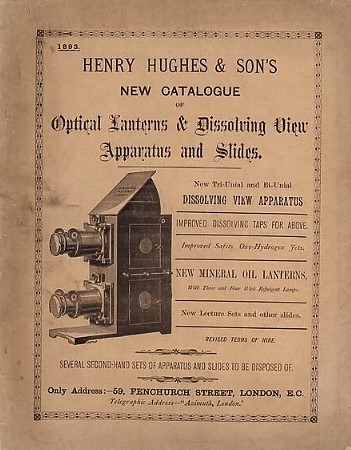 1893.
HENRY HUGHES & SON'S
NEW CATALOGUE
OF
Optical Lanterns & Dissolving View
Apparatus and Slides.
New Tri-Unial and Bi-Unial
DISSOLVING VIEW APPARATUS
IMPROVED DISSOLVING TAPS FOR ABOVE.
Improved Safety Oxy-Hydrogen Jets.
NEW MINERAL OIL LANTERNS,
With Three and Four Wick Refulgent Lamps.
New Lecture Sets and other slides.
REVISED TERMS OF HIRE.
SEVERAL SECOND-HAND SETS OF APPARATUS AND SLIDES TO BE DISPOSED OF.
Only Address:—59, FENCHURCH STREET, LONDON, E.C.
Telegraphic Address—"Azimuth, London."